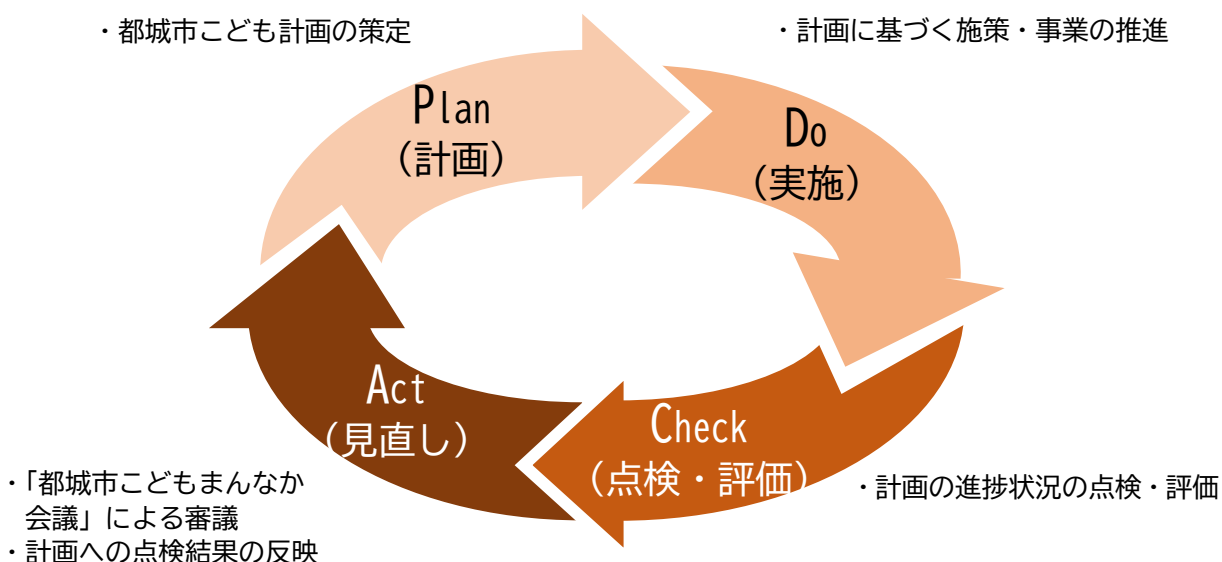 ・都城市こども計画の策定
・計画に基づく施策・事業の推進
Plan
（計画）
Do
（実施）
Act
（見直し）
Check
（点検・評価）
・「都城市こどもまんなか
会議」による審議
・計画への点検結果の反映
・計画の進捗状況の点検・評価